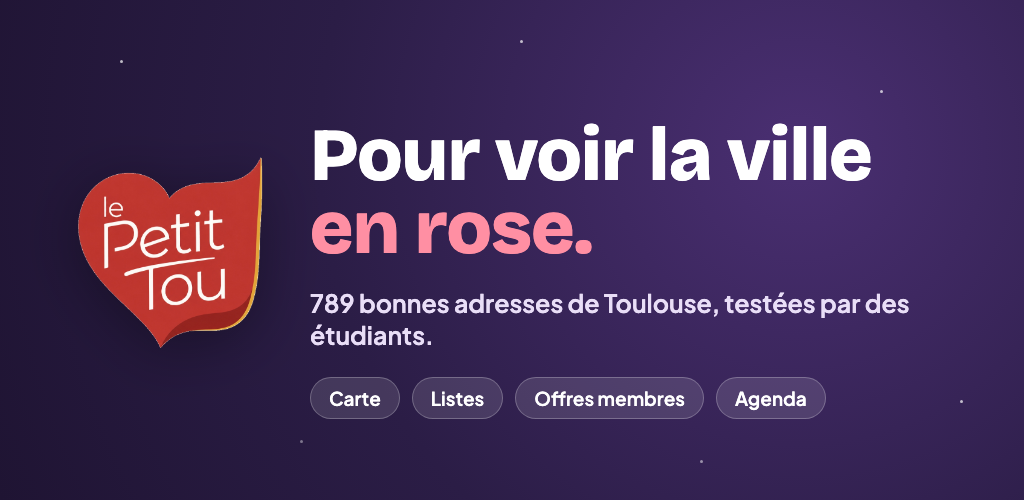 le
Petit
Tou
Pour voir la ville
en rose.
789 bonnes adresses de Toulouse, testées par des
étudiants.
Carte
Listes
Offres membres
Agenda